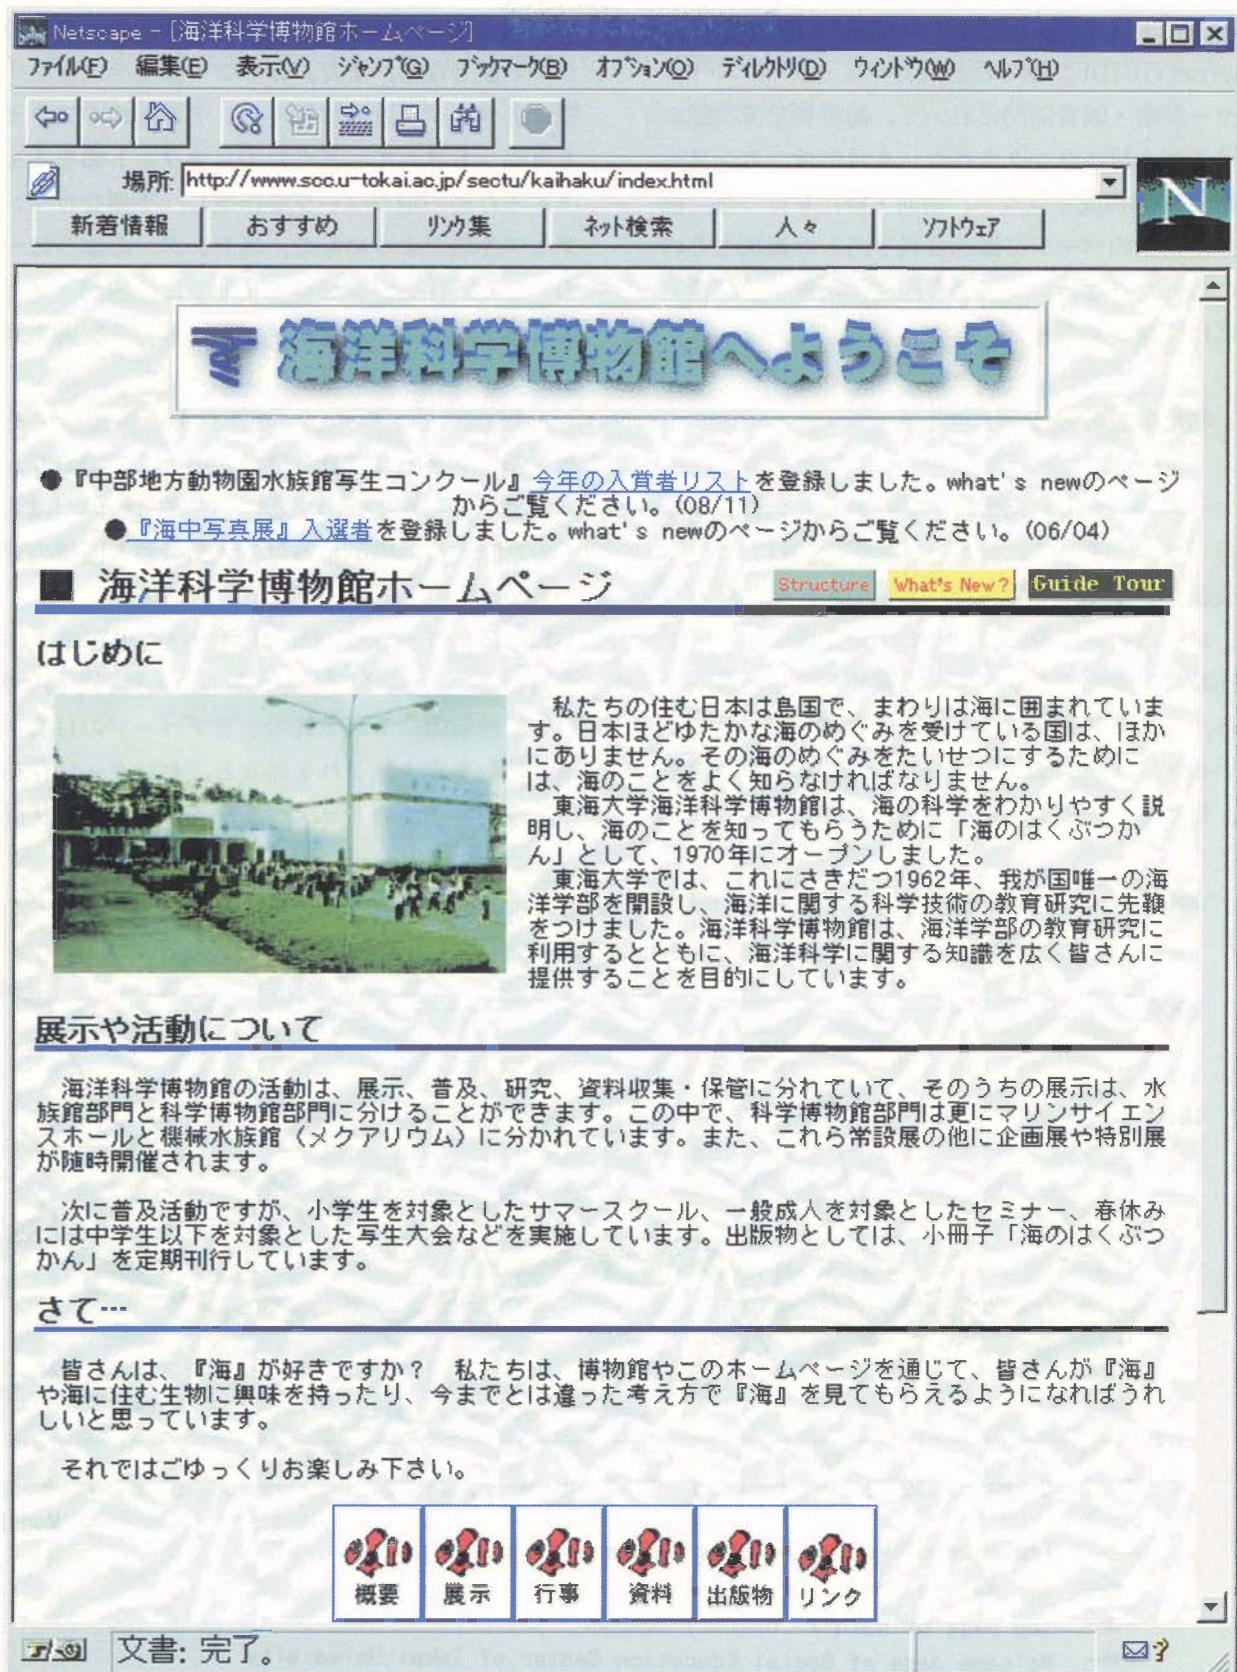 Netscape - [海洋科学博物館ホームページ]
ファイル(F) 編集(E) 表示(V) ジャンプ(G) ブックマーク(B) オプション(O) ディレクトリ(D) ウィンドウ(W) ヘルプ(H)
場所: http://www.scc.u-tokai.ac.jp/sectu/kaihaku/index.html
N
新着情報 おすすめ リンク集 ネット検索 人々 ソフトウェア
海洋科学博物館へようこそ
●『中部地方動物園水族館写生コンクール』今年の入賞者リストを登録しました。what's newのページ
からご覧ください。(08/11)
●『海中写真展』入選者を登録しました。what's newのページからご覧ください。(06/04)
■ 海洋科学博物館ホームページ Structure What's New? Guide Tour
はじめに
私たちの住む日本は島国で、まわりは海に囲まれていま
す。日本ほどゆたかな海のめぐみを受けている国は、ほか
にありません。その海のめぐみをたいせつにするために
は、海のことをよく知らなければなりません。
東海大学海洋科学博物館は、海の科学をわかりやすく説
明し、海のことを知ってもらうために「海のはくぶつか
ん」として、1970年にオープンしました。
東海大学では、これにさきだつ1962年、我が国唯一の海
洋学部を開設し、海洋に関する科学技術の教育研究に先鞭
をつけました。海洋科学博物館は、海洋学部の教育研究に
利用するとともに、海洋科学に関する知識を広く皆さんに
提供することを目的にしています。
展示や活動について
海洋科学博物館の活動は、展示、普及、研究、資料収集・保管に分れていて、そのうちの展示は、水
族館部門と科学博物館部門に分けることができます。この中で、科学博物館部門は更にマリンサイエン
スホールと機械水族館（メクアリウム）に分かれています。また、これら常設展の他に企画展や特別展
が随時開催されます。
次に普及活動ですが、小学生を対象としたサマースクール、一般成人を対象としたセミナー、春休み
には中学生以下を対象とした写生大会などを実施しています。出版物としては、小冊子「海のはくぶつ
かん」を定期刊行しています。
さて…
皆さんは、『海』が好きですか？ 私たちは、博物館やこのホームページを通じて、皆さんが『海』
や海に住む生物に興味を持ったり、今までとは違った考え方で『海』を見てもらえるようになればうれ
しいと思っています。
それではごゆっくりお楽しみ下さい。
概要 展示 行事 資料 出版物 リンク
文書: 完了。